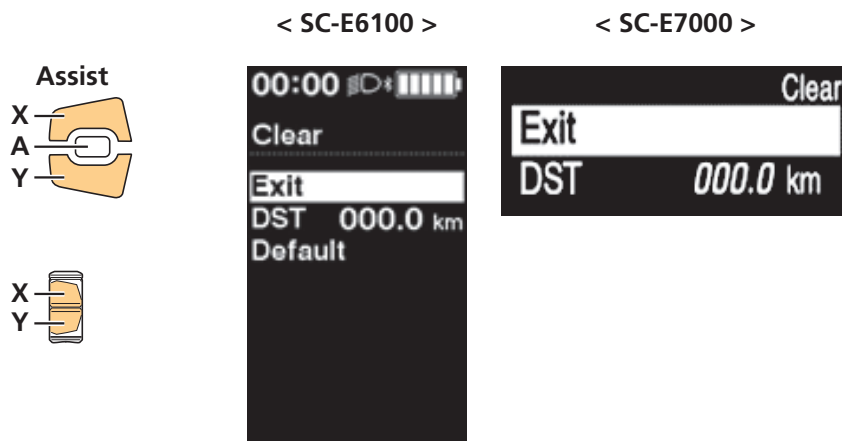 < SC-E6100 >
< SC-E7000 >
Assist
X
A
Y
X
Y
00:00
Clear
Exit
DST 000.0 km
Default
Clear
Exit
DST 000.0 km